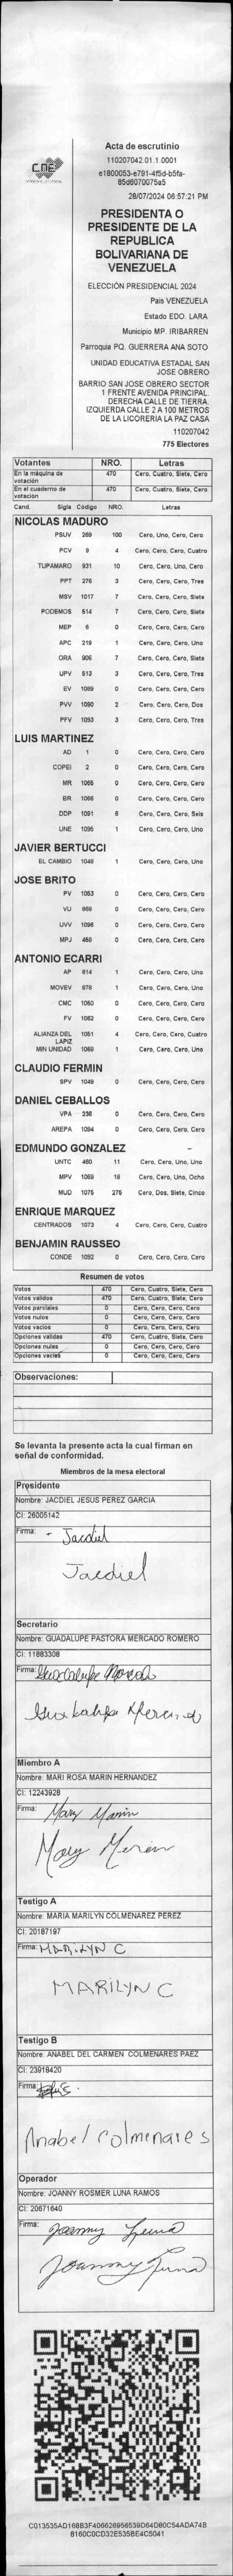 CNE
Acta de escrutinio
110207042.01.1.0001
e1800053-e791-4f5d-b5fa-
85d6070075a5
28/07/2024 06:57:21 PM
PRESIDENTA O
PRESIDENTE DE LA
REPUBLICA
BOLIVARIANA DE
VENEZUELA
ELECCIÓN PRESIDENCIAL 2024
País VENEZUELA
Estado EDO. LARA
Municipio MP. IRIBARREN
Parroquia PQ. GUERRERA ANA SOTO
UNIDAD EDUCATIVA ESTADAL SAN
JOSE OBRERO
BARRIO SAN JOSE OBRERO SECTOR
1 FRENTE AVENIDA PRINCIPAL.
DERECHA CALLE DE TIERRA.
IZQUIERDA CALLE 2 A 100 METROS
DE LA LICORERIA LA PAZ CASA
110207042
775 Electores
Votantes NRO. Letras
En la máquina de votación 470 Cero, Cuatro, Siete, Cero
En el cuaderno de votación 470 Cero, Cuatro, Siete, Cero
Cand. Sigla Código NRO. Letras
NICOLAS MADURO
PSUV 269 100 Cero, Uno, Cero, Cero
PCV 9 4 Cero, Cero, Cero, Cuatro
TUPAMARO 931 10 Cero, Cero, Uno, Cero
PPT 276 3 Cero, Cero, Cero, Tres
MSV 1017 7 Cero, Cero, Cero, Siete
PODEMOS 514 7 Cero, Cero, Cero, Siete
MEP 6 0 Cero, Cero, Cero, Cero
APC 219 1 Cero, Cero, Cero, Uno
ORA 906 7 Cero, Cero, Cero, Siete
UPV 513 3 Cero, Cero, Cero, Tres
EV 1089 0 Cero, Cero, Cero, Cero
PVV 1090 2 Cero, Cero, Cero, Dos
PFV 1093 3 Cero, Cero, Cero, Tres
LUIS MARTINEZ
AD 1 0 Cero, Cero, Cero, Cero
COPEI 2 0 Cero, Cero, Cero, Cero
MR 1065 0 Cero, Cero, Cero, Cero
BR 1066 0 Cero, Cero, Cero, Cero
DDP 1091 6 Cero, Cero, Cero, Seis
UNE 1095 1 Cero, Cero, Cero, Uno
JAVIER BERTUCCI
EL CAMBIO 1048 1 Cero, Cero, Cero, Uno
JOSE BRITO
PV 1053 0 Cero, Cero, Cero, Cero
VU 868 0 Cero, Cero, Cero, Cero
UVV 1096 0 Cero, Cero, Cero, Cero
MPJ 458 0 Cero, Cero, Cero, Cero
ANTONIO ECARRI
AP 814 1 Cero, Cero, Cero, Uno
MOVEV 878 1 Cero, Cero, Cero, Uno
CMC 1050 0 Cero, Cero, Cero, Cero
FV 1062 0 Cero, Cero, Cero, Cero
ALIANZA DEL LAPIZ 1051 4 Cero, Cero, Cero, Cuatro
MIN UNIDAD 1068 1 Cero, Cero, Cero, Uno
CLAUDIO FERMIN
SPV 1049 0 Cero, Cero, Cero, Cero
DANIEL CEBALLOS
VPA 236 0 Cero, Cero, Cero, Cero
AREPA 1094 0 Cero, Cero, Cero, Cero
EDMUNDO GONZALEZ
UNTC 460 11 Cero, Cero, Uno, Uno
MPV 1069 18 Cero, Cero, Uno, Ocho
MUD 1075 275 Cero, Dos, Siete, Cinco
ENRIQUE MARQUEZ
CENTRADOS 1073 4 Cero, Cero, Cero, Cuatro
BENJAMIN RAUSSEO
CONDE 1092 0 Cero, Cero, Cero, Cero
Resumen de votos
Votos 470 Cero, Cuatro, Siete, Cero
Votos validos 470 Cero, Cuatro, Siete, Cero
Votos parciales 0 Cero, Cero, Cero, Cero
Votos nulos 0 Cero, Cero, Cero, Cero
Votos vacios 0 Cero, Cero, Cero, Cero
Opciones validas 470 Cero, Cuatro, Siete, Cero
Opciones nulas 0 Cero, Cero, Cero, Cero
Opciones vacias 0 Cero, Cero, Cero, Cero
Observaciones:
Se levanta la presente acta la cual firman en
señal de conformidad.
Miembros de la mesa electoral
Presidente
Nombre: JACDIEL JESUS PEREZ GARCIA
CI: 26005142
Firma: Jacdiel
Jacdiel
Secretario
Nombre: GUADALUPE PASTORA MERCADO ROMERO
CI: 11883308
Firma: Guadalupe Mercado
Guadalupe Mercado
Miembro A
Nombre: MARI ROSA MARIN HERNANDEZ
CI: 12243928
Firma: Mary Marin
Mary Marin
Testigo A
Nombre: MARIA MARILYN COLMENAREZ PEREZ
CI: 20187197
Firma: MARILYN C
MARILYN C
Testigo B
Nombre: ANABEL DEL CARMEN COLMENARES PAEZ
CI: 23918420
Firma:
Anabel colmenares
Operador
Nombre: JOANNY ROSMER LUNA RAMOS
CI: 20671640
Firma: Joanny Luna
Joanny Luna
C013535AD16BB3F406626956539D64D80C54ADA74B
8160C0CD32E535BE4C5041